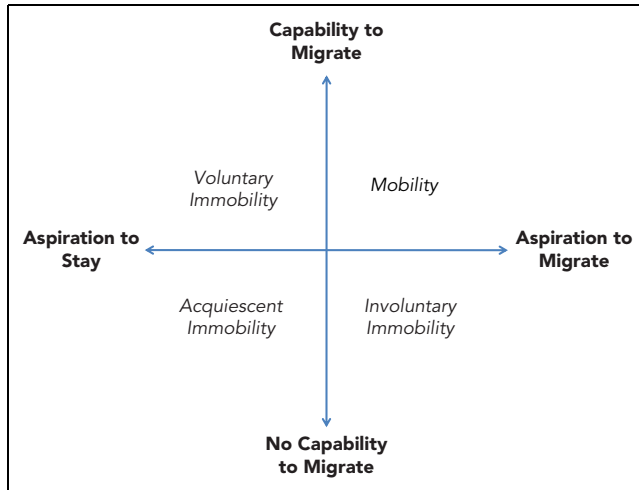 Capability to
Migrate
Voluntary
Immobility
Mobility
Aspiration to
Stay
Aspiration to
Migrate
Acquiescent
Immobility
Involuntary
Immobility
No Capability
to Migrate